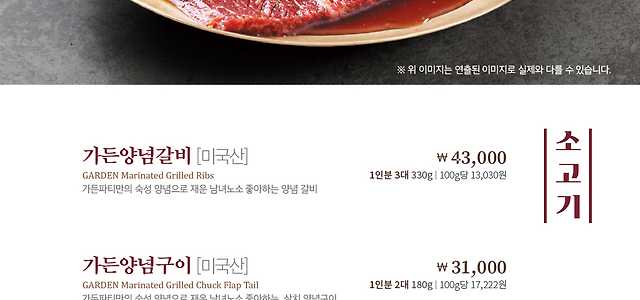 ※ 위 이미지는 연출된 이미지로 실제와 다를 수 있습니다.
소고기
가든양념갈비 [미국산] ₩ 43,000
GARDEN Marinated Grilled Ribs 1인분 3대 330g | 100g당 13,030원
가든파티만의 숙성 양념으로 재운 남녀노소 좋아하는 양념 갈비
가든양념구이 [미국산] ₩ 31,000
GARDEN Marinated Grilled Chuck Flap Tail 1인분 2대 180g | 100g당 17,222원
가든파티만의 숙성 양념으로 재운 남녀노소 좋아하는, 살치 양념구이